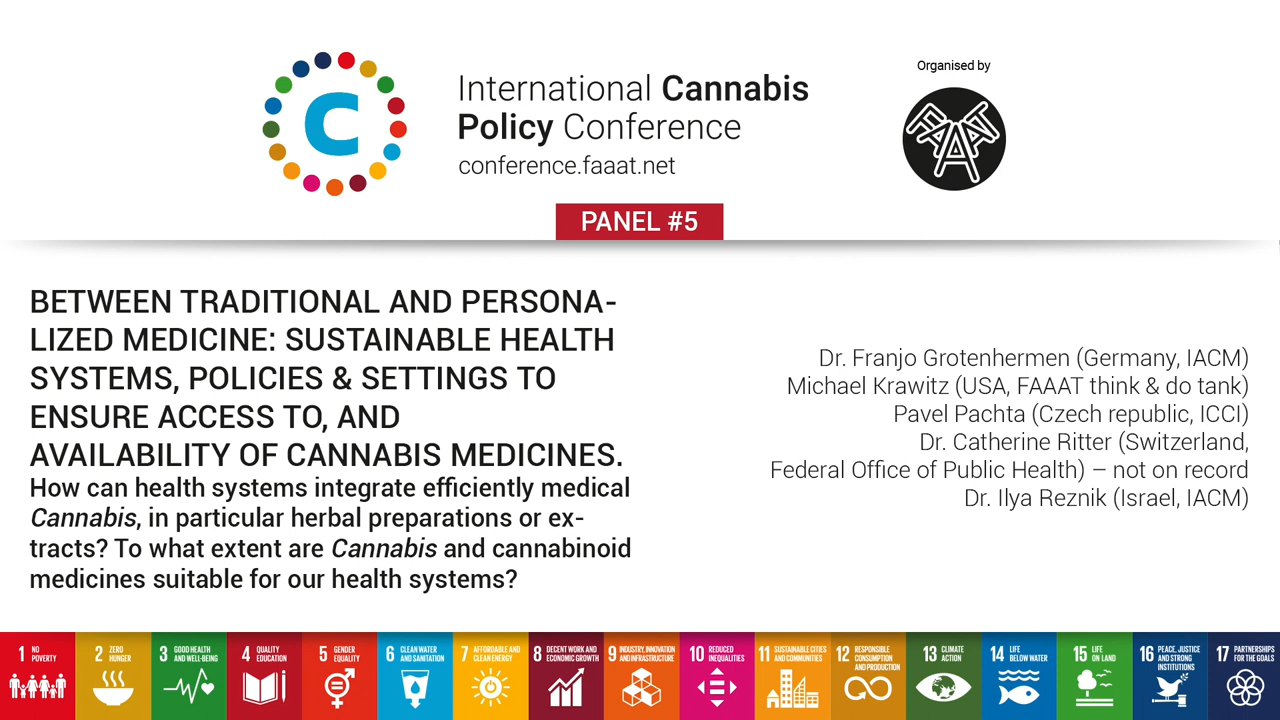 International Cannabis
Policy Conference
conference.faaat.net
Organised by
FAAAT
PANEL #5
BETWEEN TRADITIONAL AND PERSONA-
LIZED MEDICINE: SUSTAINABLE HEALTH
SYSTEMS, POLICIES & SETTINGS TO
ENSURE ACCESS TO, AND
AVAILABILITY OF CANNABIS MEDICINES.
How can health systems integrate efficiently medical
Cannabis, in particular herbal preparations or ex-
tracts? To what extent are Cannabis and cannabinoid
medicines suitable for our health systems?
Dr. Franjo Grotenhermen (Germany, IACM)
Michael Krawitz (USA, FAAAT think & do tank)
Pavel Pachta (Czech republic, ICCI)
Dr. Catherine Ritter (Switzerland,
Federal Office of Public Health) – not on record
Dr. Ilya Reznik (Israel, IACM)
1 NO
POVERTY
2 ZERO
HUNGER
3 GOOD HEALTH
AND WELL-BEING
4 QUALITY
EDUCATION
5 GENDER
EQUALITY
6 CLEAN WATER
AND SANITATION
7 AFFORDABLE AND
CLEAN ENERGY
8 DECENT WORK AND
ECONOMIC GROWTH
9 INDUSTRY, INNOVATION
AND INFRASTRUCTURE
10 REDUCED
INEQUALITIES
11 SUSTAINABLE CITIES
AND COMMUNITIES
12 RESPONSIBLE
CONSUMPTION
AND PRODUCTION
13 CLIMATE
ACTION
14 LIFE
BELOW WATER
15 LIFE
ON LAND
16 PEACE, JUSTICE
AND STRONG
INSTITUTIONS
17 PARTNERSHIPS
FOR THE GOALS